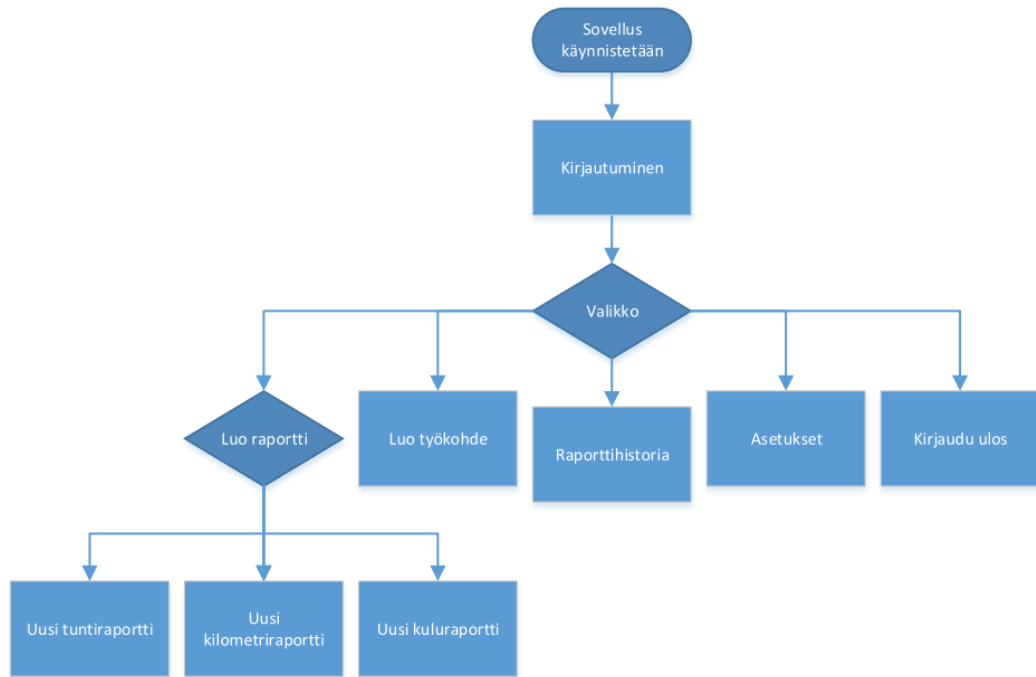 Sovellus
käynnistetään
Kirjautuminen
Valikko
Luo raportti
Luo työkohde
Raporttihistoria
Asetukset
Kirjaudu ulos
Uusi tuntiraportti
Uusi
kilometriraportti
Uusi kuluraportti